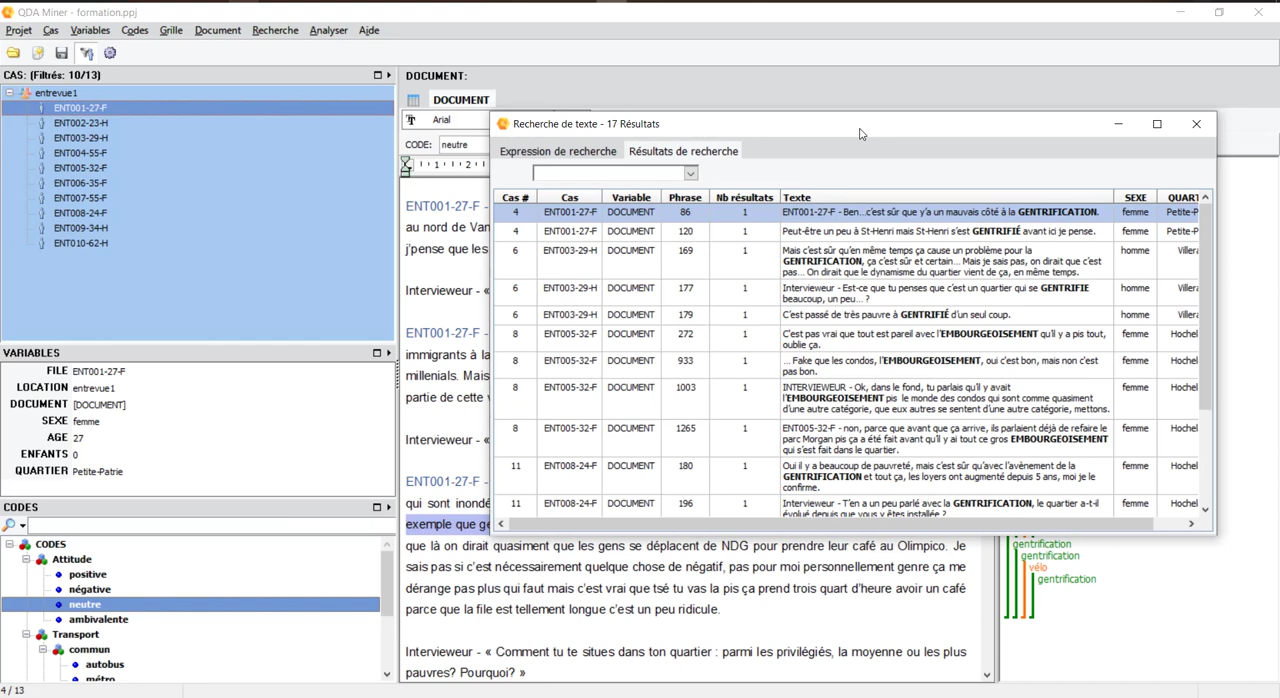 QDA Miner - formation.ppj
Projet Cas Variables Codes Grille Document Recherche Analyser Aide
CAS: (Filtrés: 10/13)
entrevue1
ENT001-27-F
ENT002-23-H
ENT003-29-H
ENT004-55-F
ENT005-32-F
ENT006-35-F
ENT007-55-F
ENT008-24-F
ENT009-34-H
ENT010-62-H
VARIABLES
FILE ENT001-27-F
LOCATION entrevue1
DOCUMENT [DOCUMENT]
SEXE femme
AGE 27
ENFANTS 0
QUARTIER Petite-Patrie
CODES
CODES
Attitude
positive
négative
neutre
ambivalente
Transport
commun
autobus
métro
4 / 13
DOCUMENT:
DOCUMENT
Arial
CODE: neutre
1 2
ENT001-27-F -
au nord de Van
j'pense que les
Intervieweur - «
ENT001-27-F -
immigrants à la
millenials. Mais
partie de cette v
Intervieweur - «
ENT001-27-F -
qui sont inondé
exemple que ge
que là on dirait quasiment que les gens se déplacent de NDG pour prendre leur café au Olimpico. Je
sais pas si c'est nécessairement quelque chose de négatif, pas pour moi personnellement genre ça me
dérange pas plus qui faut mais c'est vrai que tsé tu vas la pis ça prend trois quart d'heure avoir un café
parce que la file est tellement longue c'est un peu ridicule.
Intervieweur - « Comment tu te situes dans ton quartier : parmi les privilégiés, la moyenne ou les plus
pauvres? Pourquoi? »
gentrification
gentrification
vélo
gentrification
Recherche de texte - 17 Résultats
Expression de recherche Résultats de recherche
Cas # Cas Variable Phrase Nb résultats Texte SEXE QUART
4 ENT001-27-F DOCUMENT 86 1 ENT001-27-F - Ben...c'est sûr que y'a un mauvais côté à la GENTRIFICATION. femme Petite-P
4 ENT001-27-F DOCUMENT 120 1 Peut-être un peu à St-Henri mais St-Henri s'est GENTRIFIÉ avant ici je pense. femme Petite-P
6 ENT003-29-H DOCUMENT 169 1 Mais c'est sûr qu'en même temps ça cause un problème pour la homme Villera
GENTRIFICATION, ça c'est sûr et certain... Mais je sais pas, on dirait que c'est
pas... On dirait que le dynamisme du quartier vient de ça, en même temps.
6 ENT003-29-H DOCUMENT 177 1 Intervieweur - Est-ce que tu penses que c'est un quartier qui se GENTRIFIE homme Villera
beaucoup, un peu... ?
6 ENT003-29-H DOCUMENT 179 1 C'est passé de très pauvre à GENTRIFIÉ d'un seul coup. homme Villera
8 ENT005-32-F DOCUMENT 272 1 C'est pas vrai que tout est pareil avec l'EMBOURGEOISEMENT qu'il y a pis tout, femme Hochel
oublie ça.
8 ENT005-32-F DOCUMENT 933 1 ... Fake que les condos, l'EMBOURGEOISEMENT, oui c'est bon, mais non c'est femme Hochel
pas bon.
8 ENT005-32-F DOCUMENT 1003 1 INTERVIEWEUR - Ok, dans le fond, tu parlais qu'il y avait femme Hochel
l'EMBOURGEOISEMENT pis le monde des condos qui sont comme quasiment
d'une autre catégorie, que eux autres se sentent d'une autre catégorie, mettons.
8 ENT005-32-F DOCUMENT 1265 1 ENT005-32-F - non, parce que avant que ça arrive, ils parlaient déjà de refaire le femme Hochel
parc Morgan pis ça a été fait avant qu'il y ai tout ce gros EMBOURGEOISEMENT
qui s'est fait dans le quartier.
11 ENT008-24-F DOCUMENT 180 1 Oui il y a beaucoup de pauvreté, mais c'est sûr qu'avec l'avènement de la femme Hochel
GENTRIFICATION et tout ça, les loyers ont augmenté depuis 5 ans, moi je le
confirme.
11 ENT008-24-F DOCUMENT 196 1 Intervieweur - T'en a un peu parlé avec la GENTRIFICATION, le quartier a-t-il femme Hochel
évolué depuis que vous y êtes installée ?